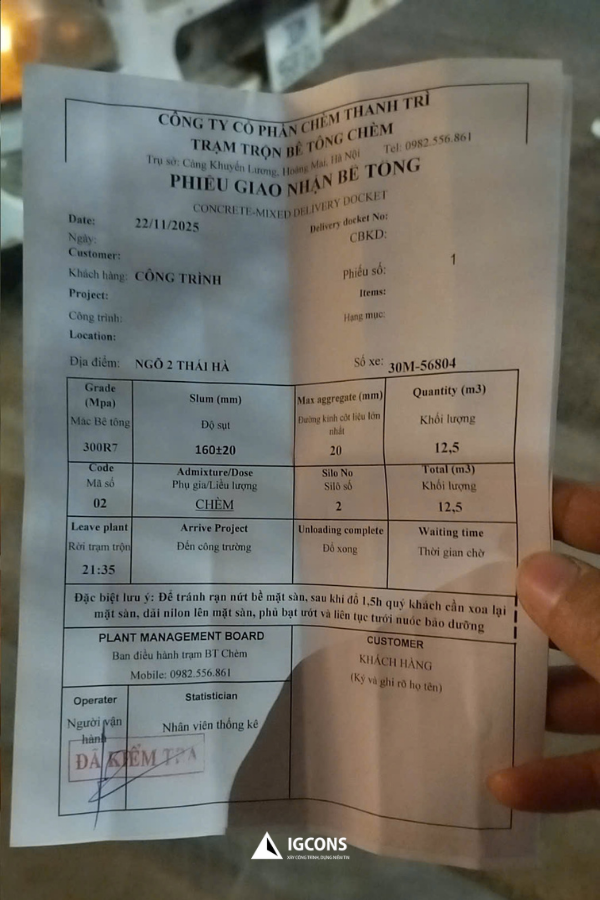 CÔNG TY CỔ PHẦN CHÈM THANH TRÌ
TRẠM TRỘN BÊ TÔNG CHÈM
Trụ sở: Cảng Khuyến Lương, Hoàng Mai, Hà Nội Tel: 0982.556.861
PHIẾU GIAO NHẬN BÊ TÔNG
CONCRETE-MIXED DELIVERY DOCKET
Date: 22/11/2025 Delivery docket No:
Ngày: CBKD:
Customer:
Khách hàng: CÔNG TRÌNH Phiếu số: 1
Project: Items:
Công trình: Hạng mục:
Location:
Địa điểm: NGÕ 2 THÁI HÀ Số xe: 30M-56804
Grade (Mpa) Slum (mm) Max aggregate (mm) Quantity (m3)
Mác Bê tông Độ sụt Đường kính cốt liệu lớn nhất Khối lượng
300R7 160±20 20 12,5
Code Admixture/Dose Silo No Total (m3)
Mã số Phụ gia/Liều lượng Silô số Khối lượng
02 CHÈM 2 12,5
Leave plant Arrive Project Unloading complete Waiting time
Rời trạm trộn Đến công trường Đổ xong Thời gian chờ
21:35
Đặc biệt lưu ý: Để tránh rạn nứt bề mặt sàn, sau khi đổ 1,5h quý khách cần xoa lại
mặt sàn, dải nilon lên mặt sàn, phủ bạt ướt và liên tục tưới nước bảo dưỡng
PLANT MANAGEMENT BOARD CUSTOMER
Ban điều hành trạm BT Chèm KHÁCH HÀNG
Mobile: 0982.556.861 (Ký và ghi rõ họ tên)
Operater Statistician
Người vận hành Nhân viên thống kê
ĐÃ KIỂM TRA
IGCONS
XÂY CÔNG TRÌNH, DỰNG NIỀM TIN